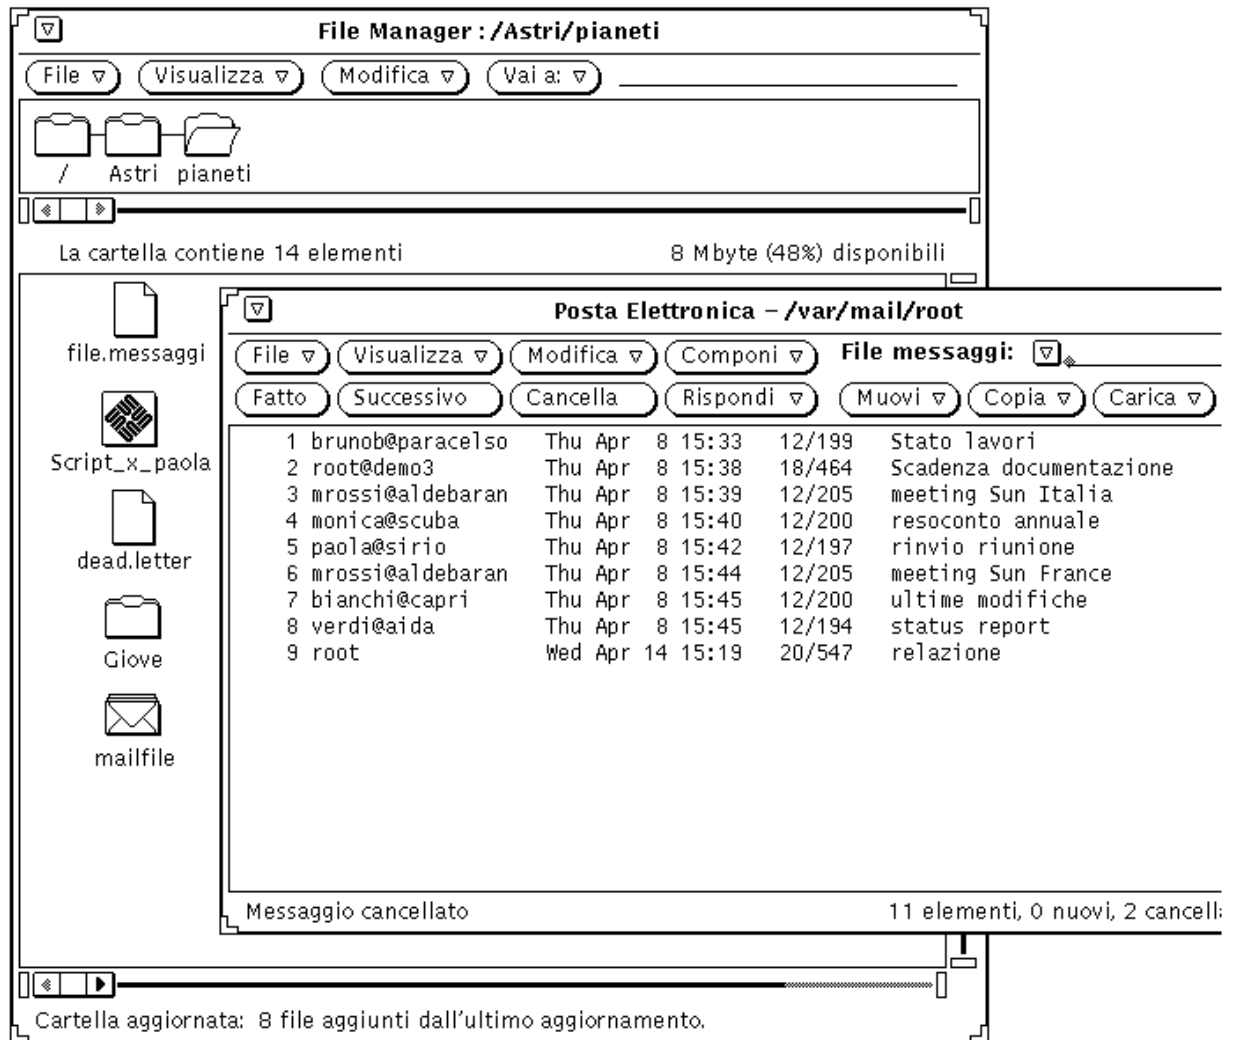 File Manager : /Astri/pianeti
File Visualizza Modifica Vai a:
/ Astri pianeti
La cartella contiene 14 elementi 8 Mbyte (48%) disponibili
file.messaggi
Script_x_paola
dead.letter
Giove
mailfile
Posta Elettronica – /var/mail/root
File Visualizza Modifica Componi File messaggi:
Fatto Successivo Cancella Rispondi Muovi Copia Carica
1 brunob@paracelso Thu Apr 8 15:33 12/199 Stato lavori
2 root@demo3 Thu Apr 8 15:38 18/464 Scadenza documentazione
3 mrossi@aldebaran Thu Apr 8 15:39 12/205 meeting Sun Italia
4 monica@scuba Thu Apr 8 15:40 12/200 resoconto annuale
5 paola@sirio Thu Apr 8 15:42 12/197 rinvio riunione
6 mrossi@aldebaran Thu Apr 8 15:44 12/205 meeting Sun France
7 bianchi@capri Thu Apr 8 15:45 12/200 ultime modifiche
8 verdi@aida Thu Apr 8 15:45 12/194 status report
9 root Wed Apr 14 15:19 20/547 relazione
Messaggio cancellato 11 elementi, 0 nuovi, 2 cancella
Cartella aggiornata: 8 file aggiunti dall'ultimo aggiornamento.